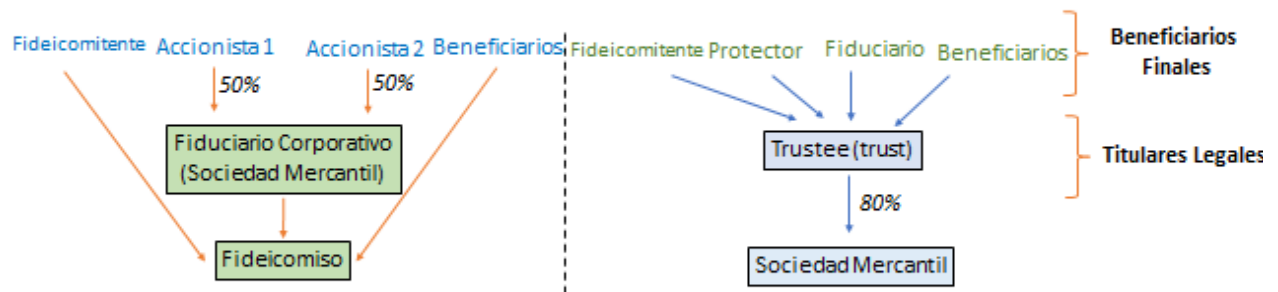 Fideicomitente Accionista 1 Accionista 2 Beneficiarios
50% 50%
Fiduciario Corporativo
(Sociedad Mercantil)
Fideicomiso
Fideicomitente Protector Fiduciario Beneficiarios
Trustee (trust)
80%
Sociedad Mercantil
Beneficiarios
Finales
Titulares Legales